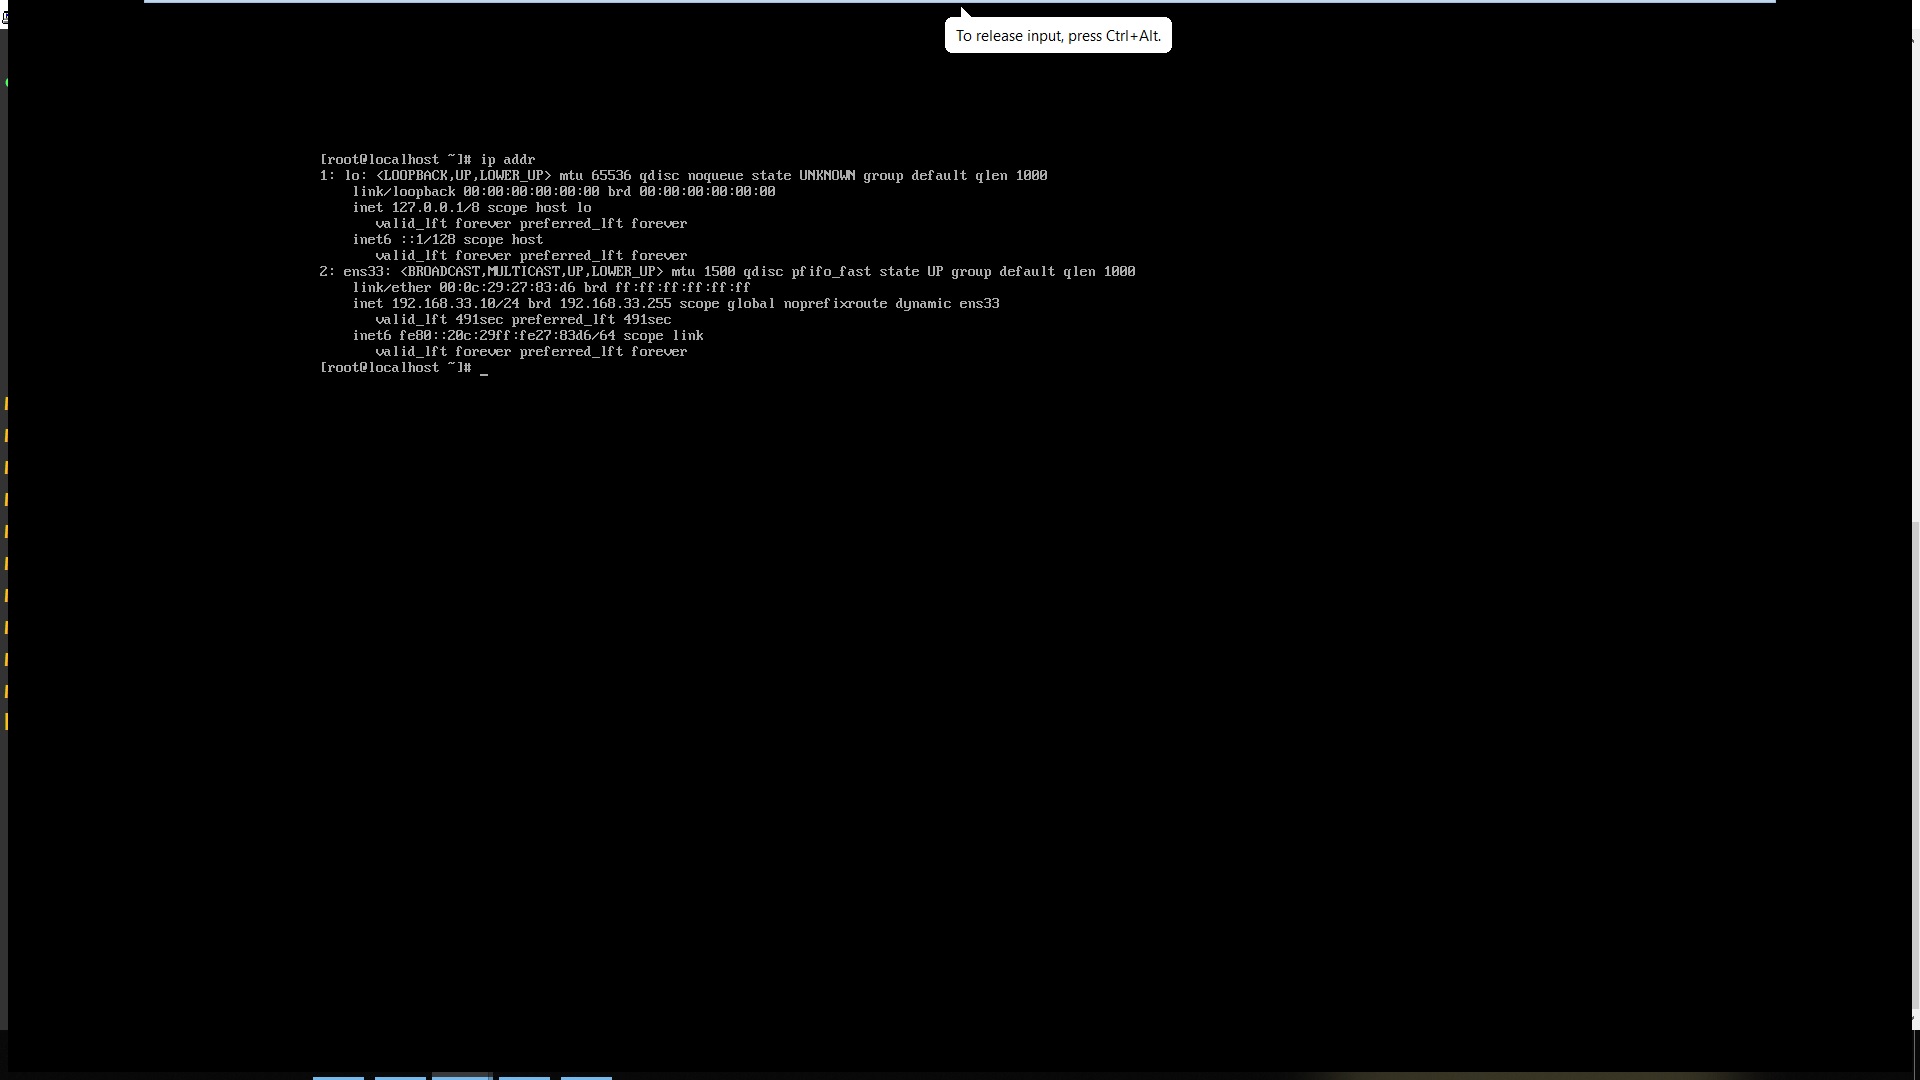 To release input, press Ctrl+Alt.
[root@localhost ~]# ip addr
1: lo: <LOOPBACK,UP,LOWER_UP> mtu 65536 qdisc noqueue state UNKNOWN group default qlen 1000
    link/loopback 00:00:00:00:00:00 brd 00:00:00:00:00:00
    inet 127.0.0.1/8 scope host lo
       valid_lft forever preferred_lft forever
    inet6 ::1/128 scope host
       valid_lft forever preferred_lft forever
2: ens33: <BROADCAST,MULTICAST,UP,LOWER_UP> mtu 1500 qdisc pfifo_fast state UP group default qlen 1000
    link/ether 00:0c:29:27:83:d6 brd ff:ff:ff:ff:ff:ff
    inet 192.168.33.10/24 brd 192.168.33.255 scope global noprefixroute dynamic ens33
       valid_lft 491sec preferred_lft 491sec
    inet6 fe80::20c:29ff:fe27:83d6/64 scope link
       valid_lft forever preferred_lft forever
[root@localhost ~]# _